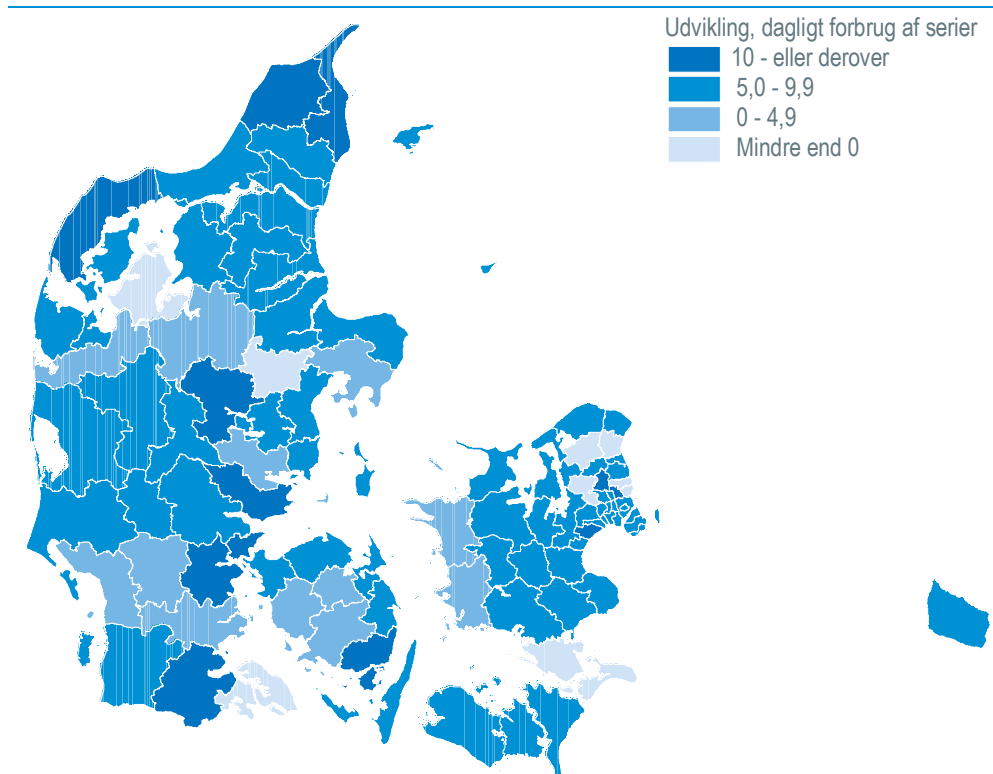 Udvikling, dagligt forbrug af serier
10 - eller derover
5,0 - 9,9
0 - 4,9
Mindre end 0